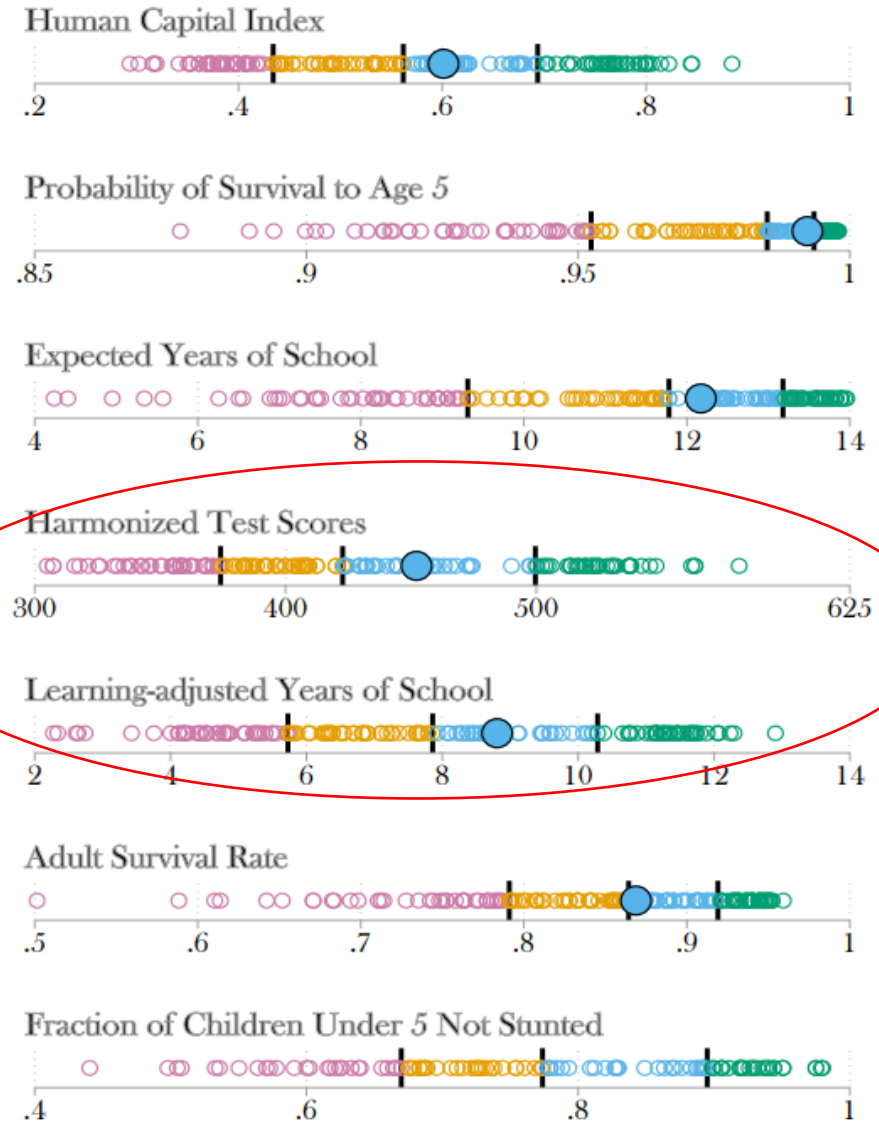 Human Capital Index
.2 .4 .6 .8 1
Probability of Survival to Age 5
.85 .9 .95 1
Expected Years of School
4 6 8 10 12 14
Harmonized Test Scores
300 400 500 625
Learning-adjusted Years of School
2 4 6 8 10 12 14
Adult Survival Rate
.5 .6 .7 .8 .9 1
Fraction of Children Under 5 Not Stunted
.4 .6 .8 1